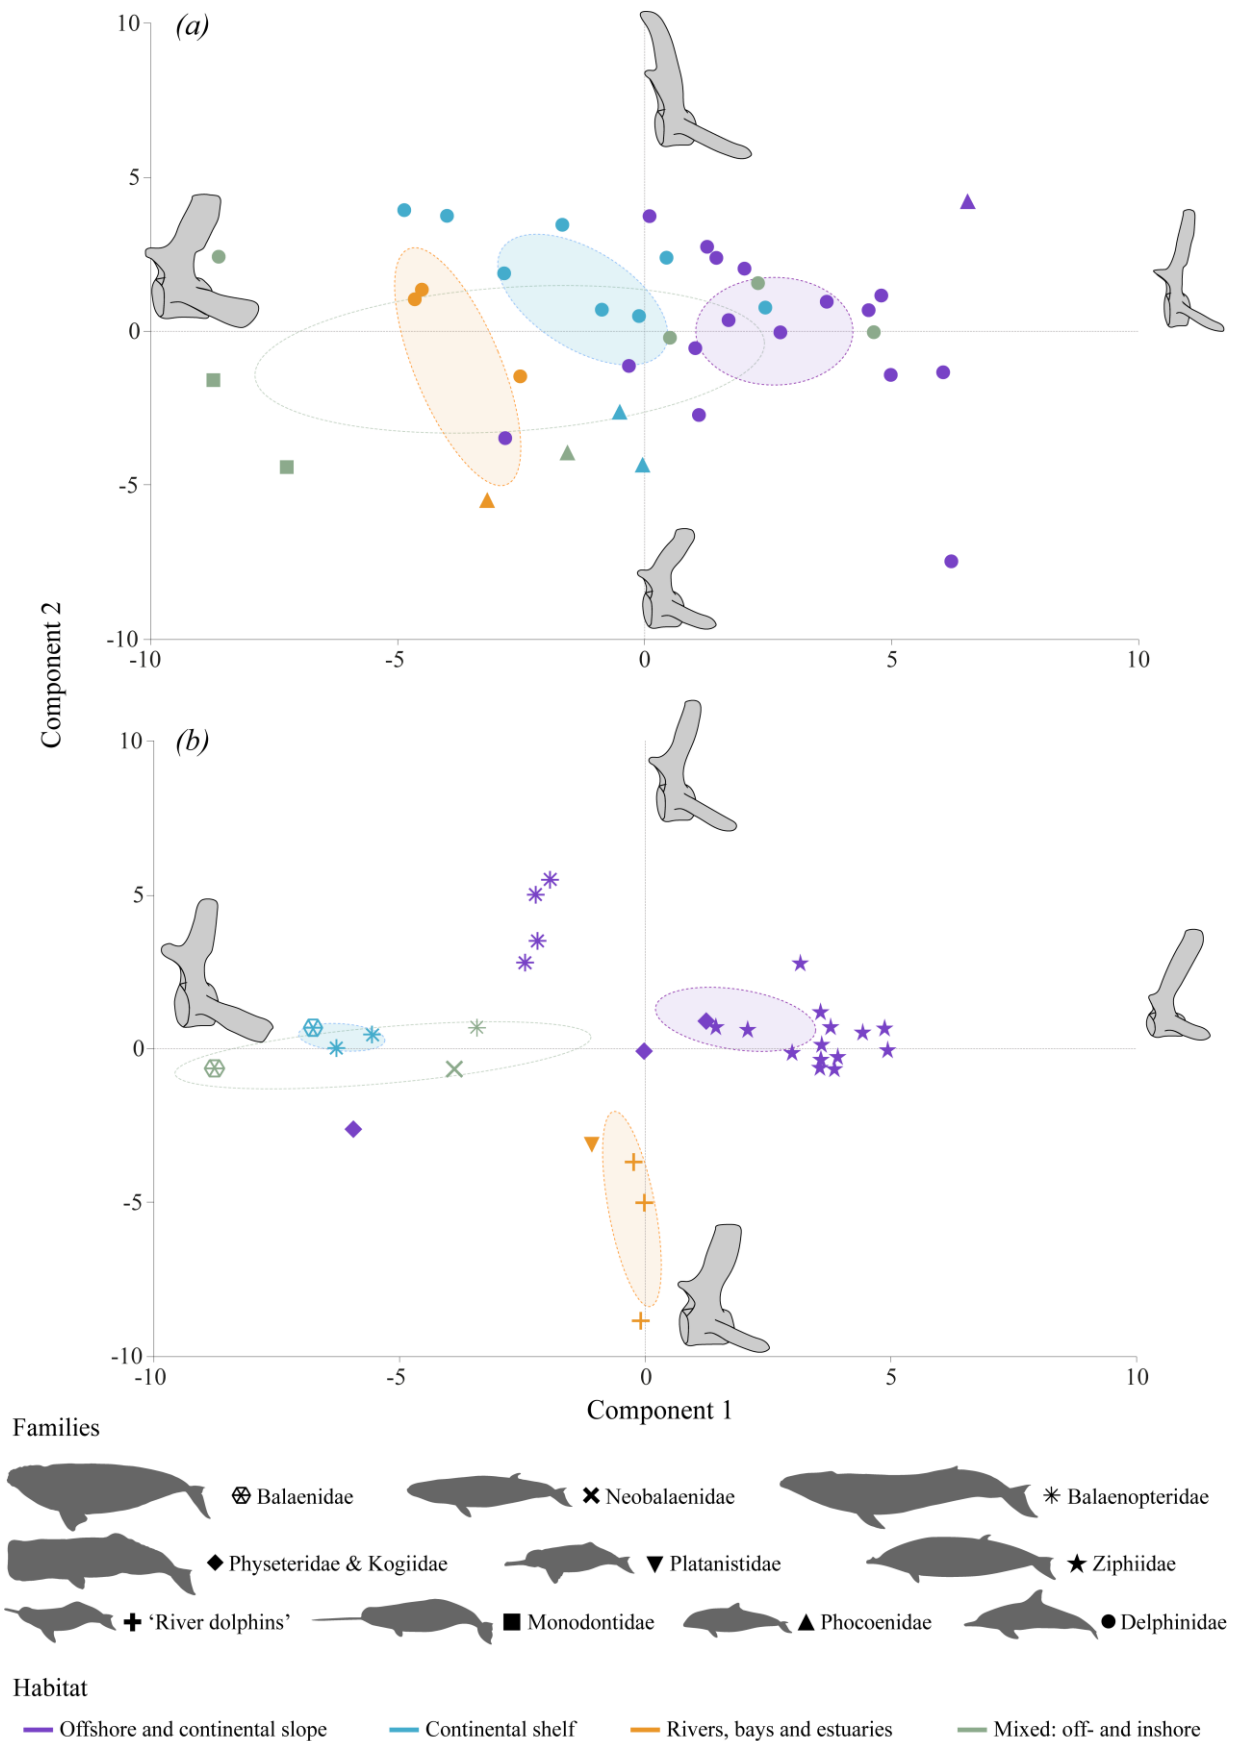 (a)
10
5
0
-5
-10
-10
-5
0
5
10
Component 2
(b)
10
5
0
-5
-10
-10
-5
0
5
10
Component 1
Families
Balaenidae
Neobalaenidae
Balaenopteridae
Physeteridae & Kogiidae
Platanistidae
Ziphiidae
‘River dolphins’
Monodontidae
Phocoenidae
Delphinidae
Habitat
Offshore and continental slope
Continental shelf
Rivers, bays and estuaries
Mixed: off- and inshore